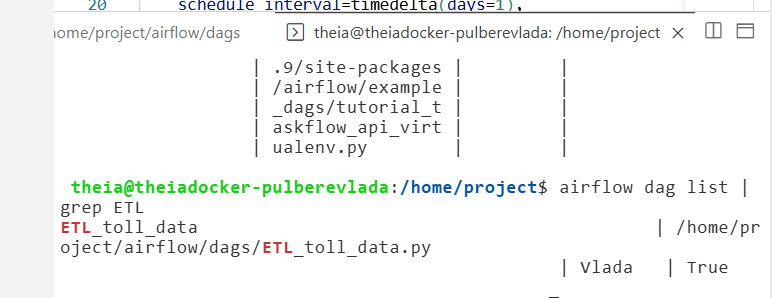 20 schedule_interval=timedelta(days=1),
ome/project/airflow/dags theia@theiadocker-pulberevlada: /home/project ×
| .9/site-packages | |
| /airflow/example | |
| _dags/tutorial_t | |
| askflow_api_virt | |
| ualenv.py | |
theia@theiadocker-pulberevlada:/home/project$ airflow dag list |
grep ETL
ETL_toll_data | /home/pr
oject/airflow/dags/ETL_toll_data.py
| Vlada | True